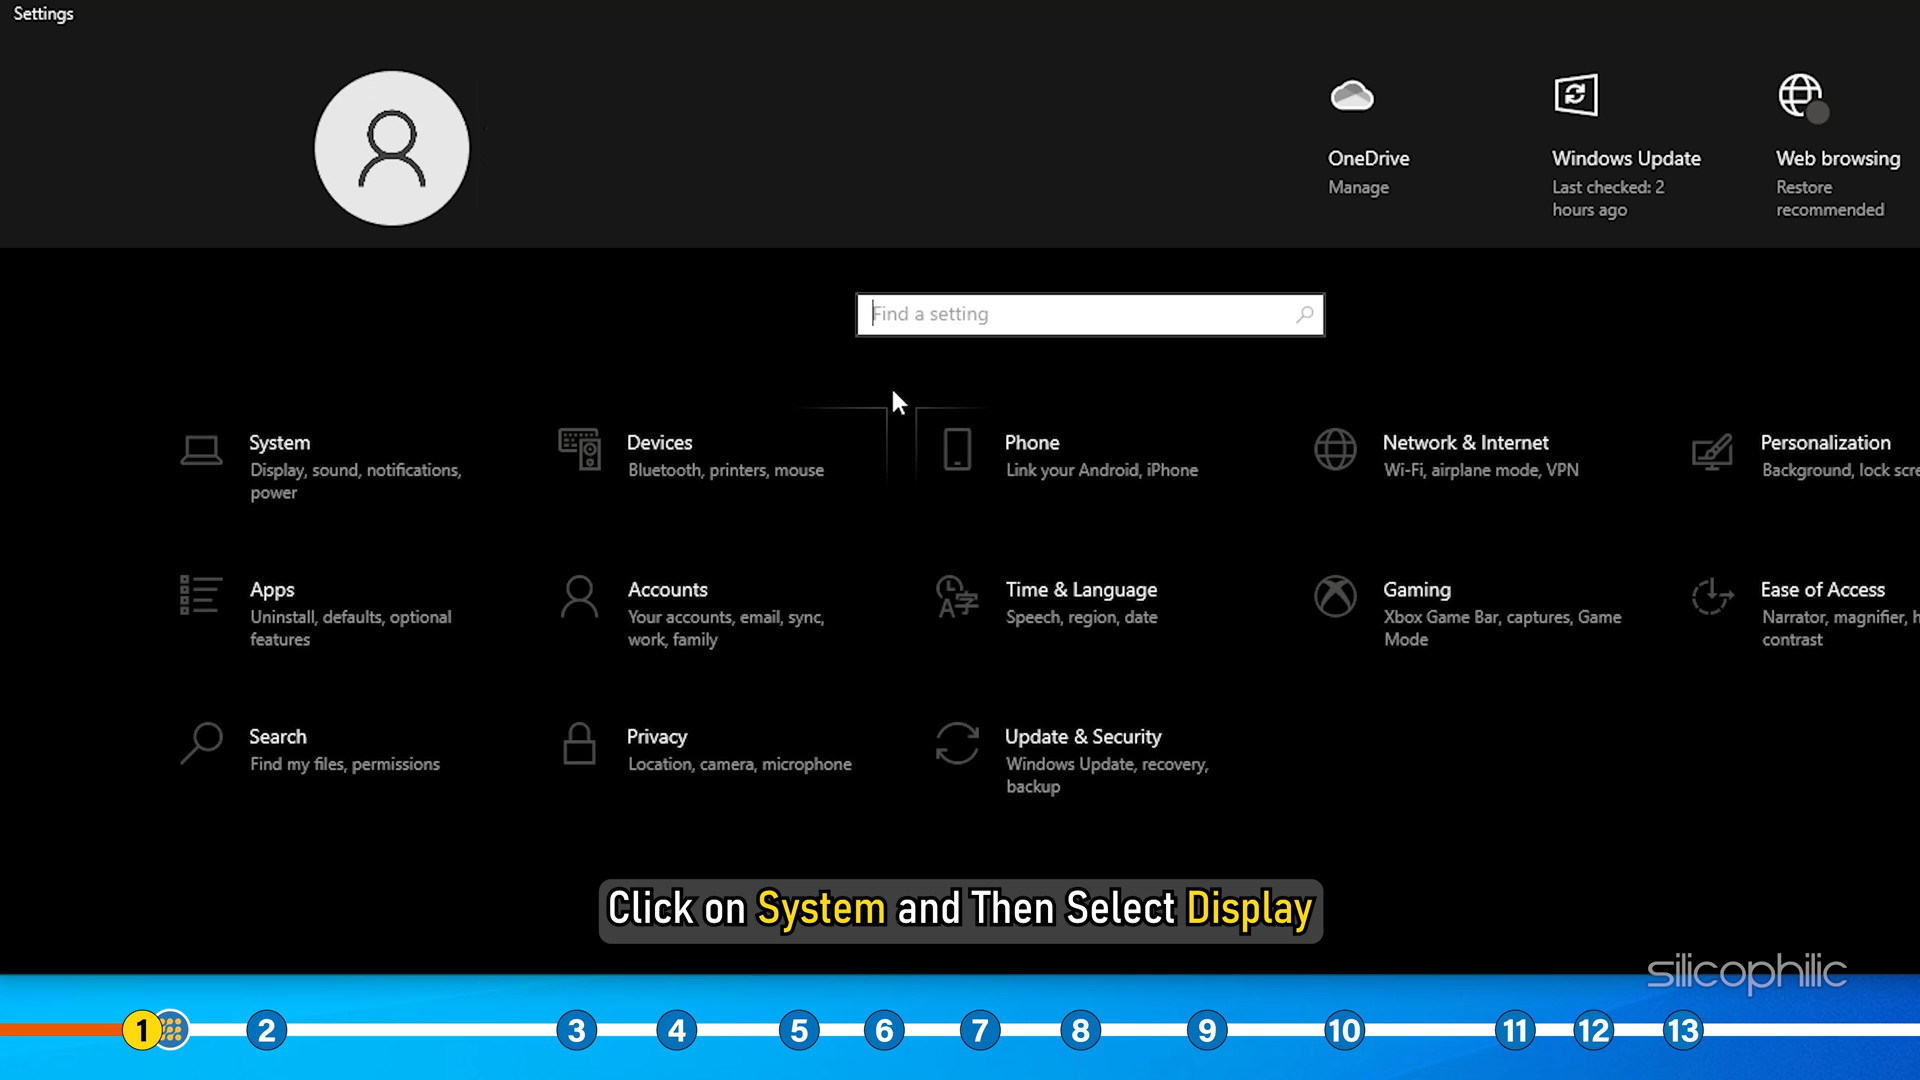 Settings
OneDrive
Manage
Windows Update
Last checked: 2
hours ago
Web browsing
Restore
recommended
Find a setting
System
Display, sound, notifications,
power
Devices
Bluetooth, printers, mouse
Phone
Link your Android, iPhone
Network & Internet
Wi-Fi, airplane mode, VPN
Personalization
Background, lock scre
Apps
Uninstall, defaults, optional
features
Accounts
Your accounts, email, sync,
work, family
Time & Language
Speech, region, date
Gaming
Xbox Game Bar, captures, Game
Mode
Ease of Access
Narrator, magnifier, h
contrast
Search
Find my files, permissions
Privacy
Location, camera, microphone
Update & Security
Windows Update, recovery,
backup
Click on System and Then Select Display
silicophilic
1 2 3 4 5 6 7 8 9 10 11 12 13